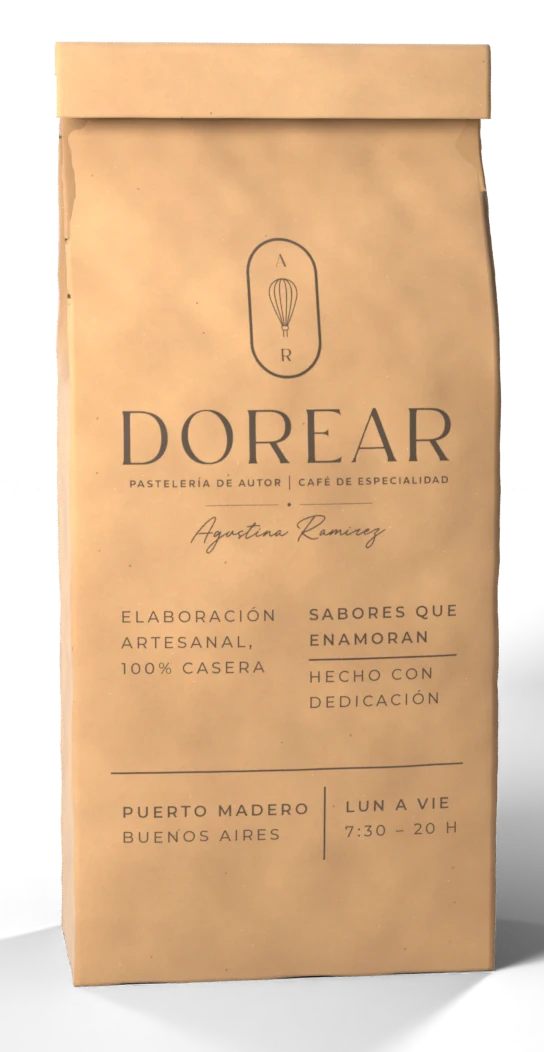 A
R
DOREAR
PASTELERÍA DE AUTOR | CAFÉ DE ESPECIALIDAD
Agustina Ramirez
ELABORACIÓN
ARTESANAL,
100% CASERA
SABORES QUE
ENAMORAN
HECHO CON
DEDICACIÓN
PUERTO MADERO
BUENOS AIRES
LUN A VIE
7:30 – 20 H